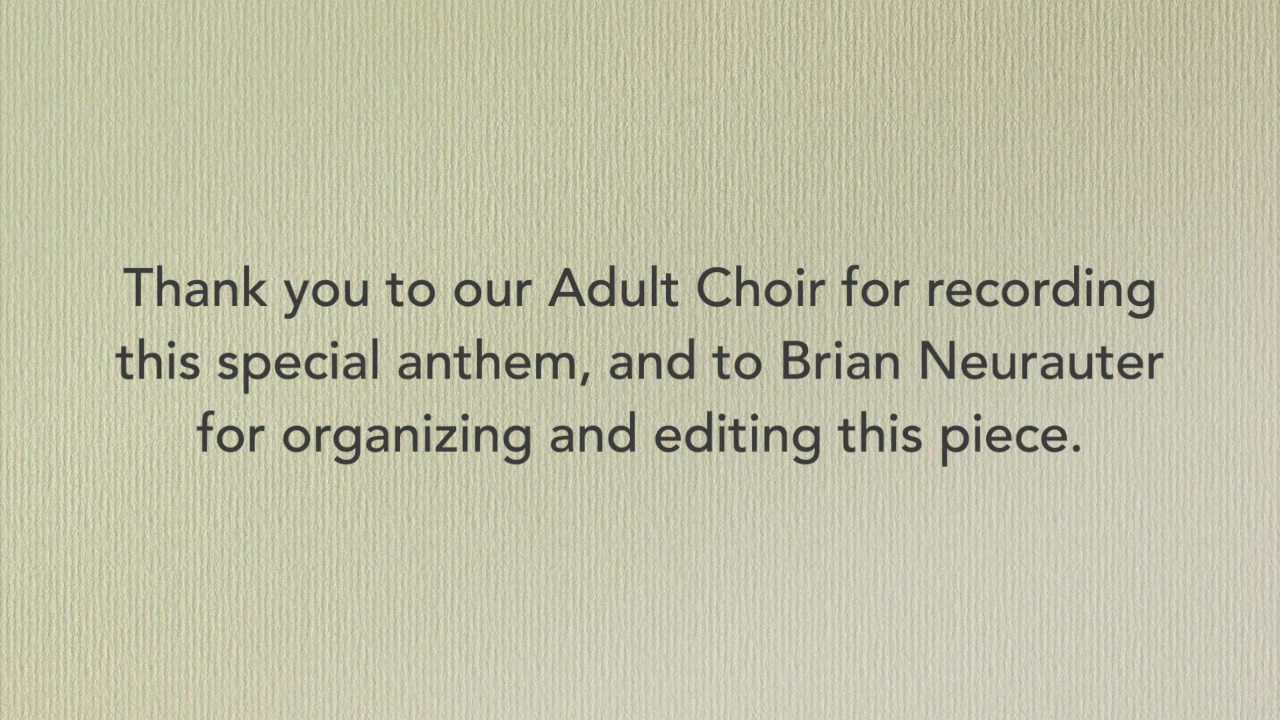 Thank you to our Adult Choir for recording
this special anthem, and to Brian Neurauter
for organizing and editing this piece.